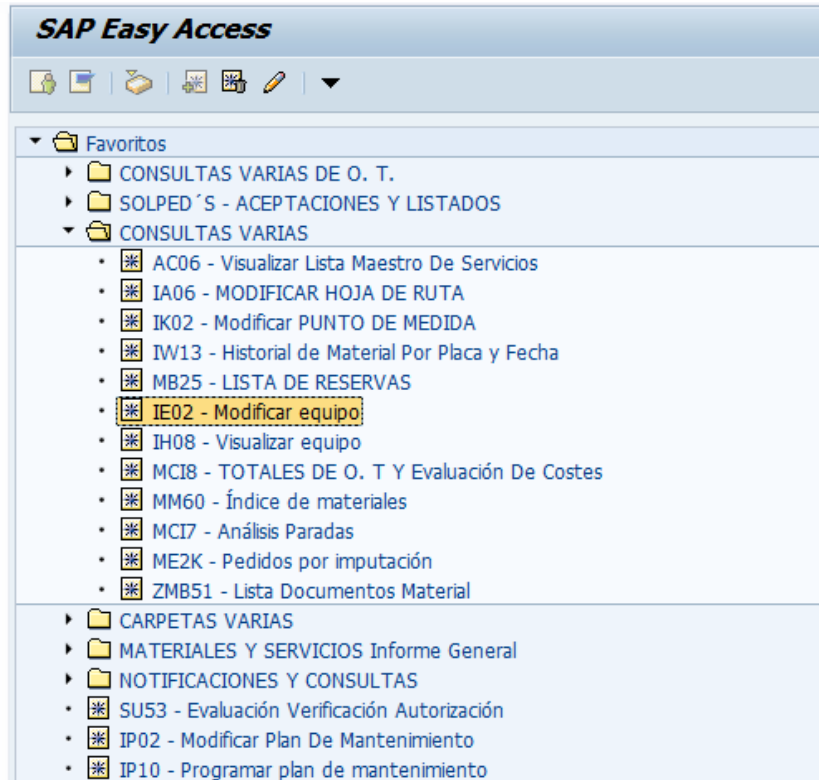 SAP Easy Access
Favoritos
CONSULTAS VARIAS DE O. T.
SOLPED´S - ACEPTACIONES Y LISTADOS
CONSULTAS VARIAS
AC06 - Visualizar Lista Maestro De Servicios
IA06 - MODIFICAR HOJA DE RUTA
IK02 - Modificar PUNTO DE MEDIDA
IW13 - Historial de Material Por Placa y Fecha
MB25 - LISTA DE RESERVAS
IE02 - Modificar equipo
IH08 - Visualizar equipo
MCI8 - TOTALES DE O. T Y Evaluación De Costes
MM60 - Índice de materiales
MCI7 - Análisis Paradas
ME2K - Pedidos por imputación
ZMB51 - Lista Documentos Material
CARPETAS VARIAS
MATERIALES Y SERVICIOS Informe General
NOTIFICACIONES Y CONSULTAS
SU53 - Evaluación Verificación Autorización
IP02 - Modificar Plan De Mantenimiento
IP10 - Programar plan de mantenimiento